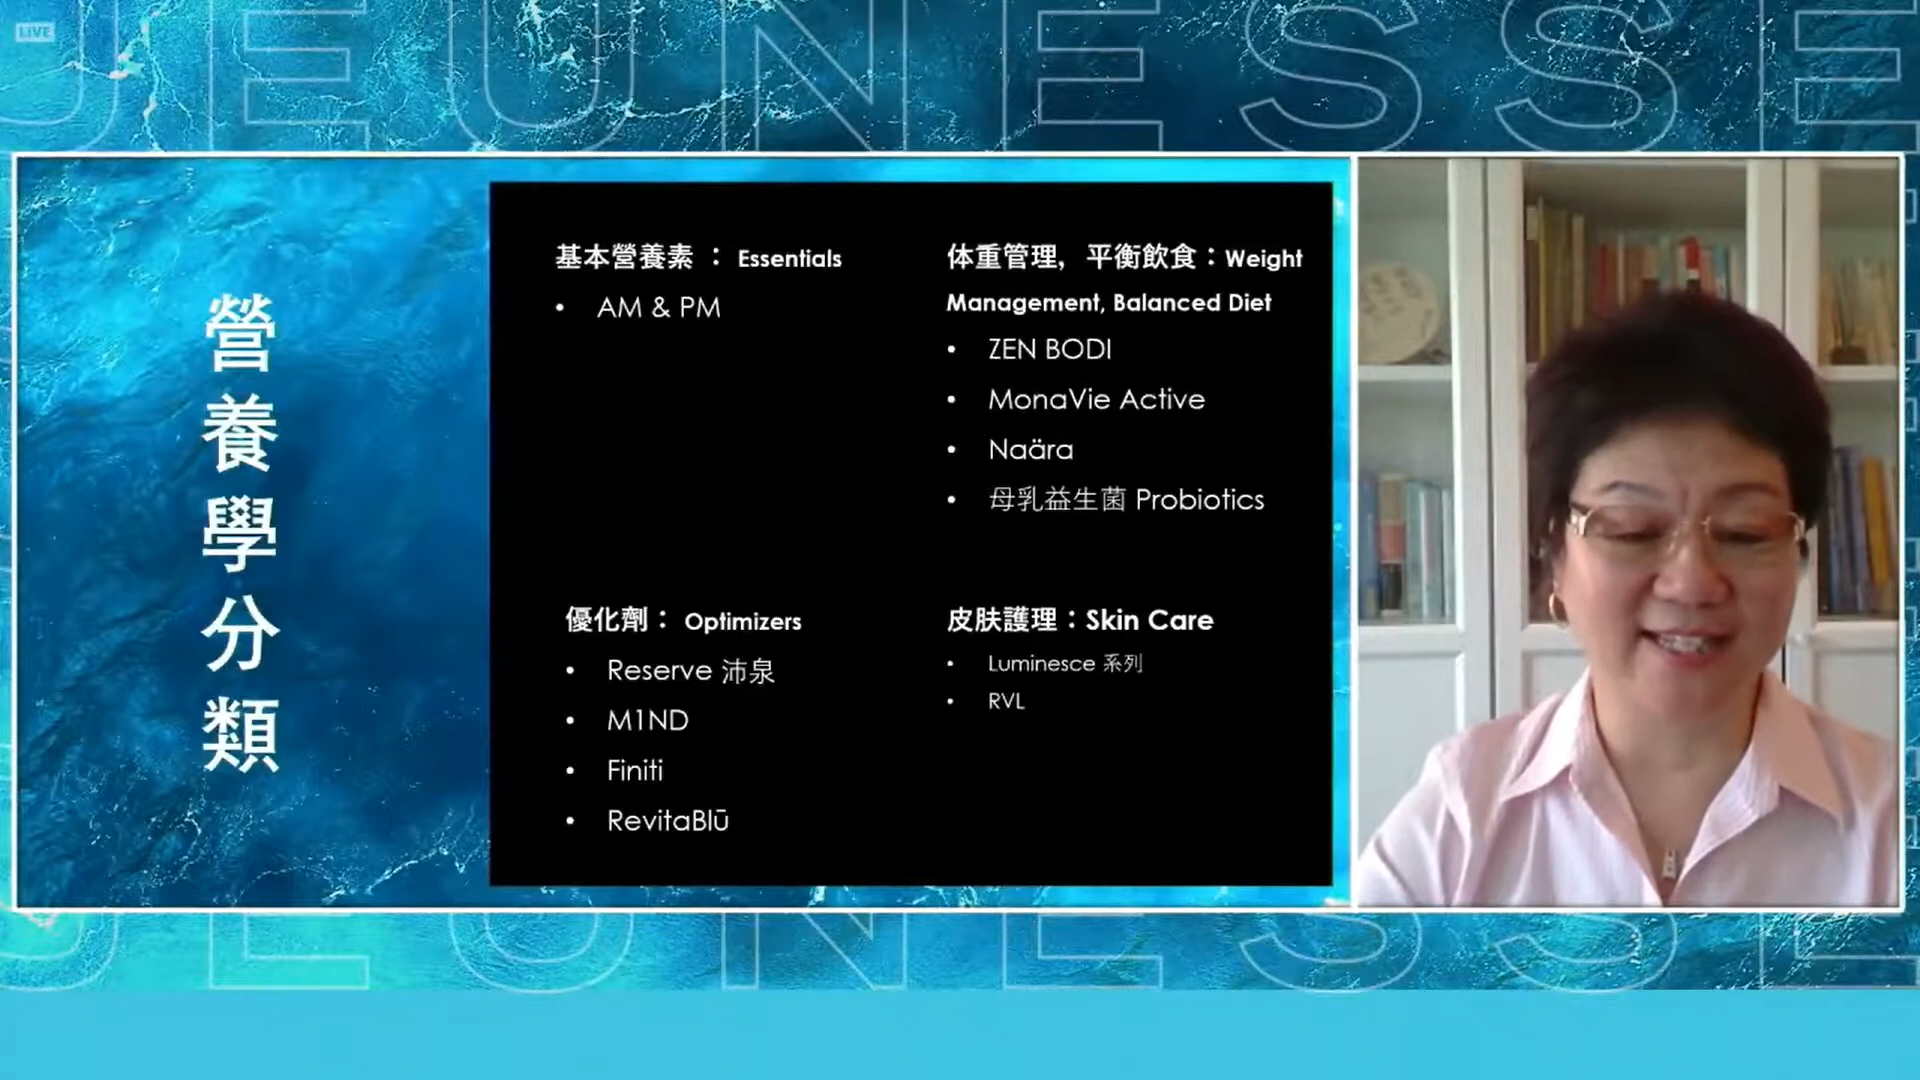 LIVE
JEUNESSE
營養學分類
基本營養素 : Essentials
• AM & PM
体重管理, 平衡飲食:Weight
Management, Balanced Diet
• ZEN BODI
• MonaVie Active
• Naära
• 母乳益生菌 Probiotics
優化劑: Optimizers
• Reserve 沛泉
• M1ND
• Finiti
• RevitaBlū
皮肤護理:Skin Care
• Luminesce 系列
• RVL
JEUNESSE